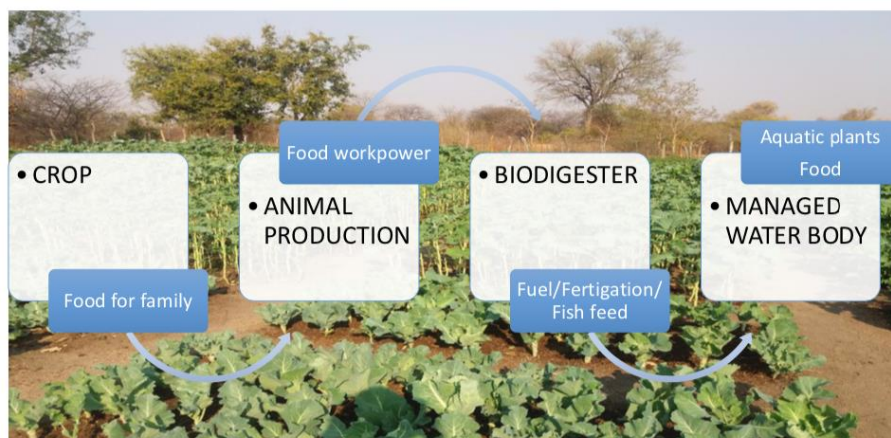 • CROP
Food for family
Food workpower
• ANIMAL
PRODUCTION
• BIODIGESTER
Fuel/Fertigation/
Fish feed
Aquatic plants
Food
• MANAGED
WATER BODY